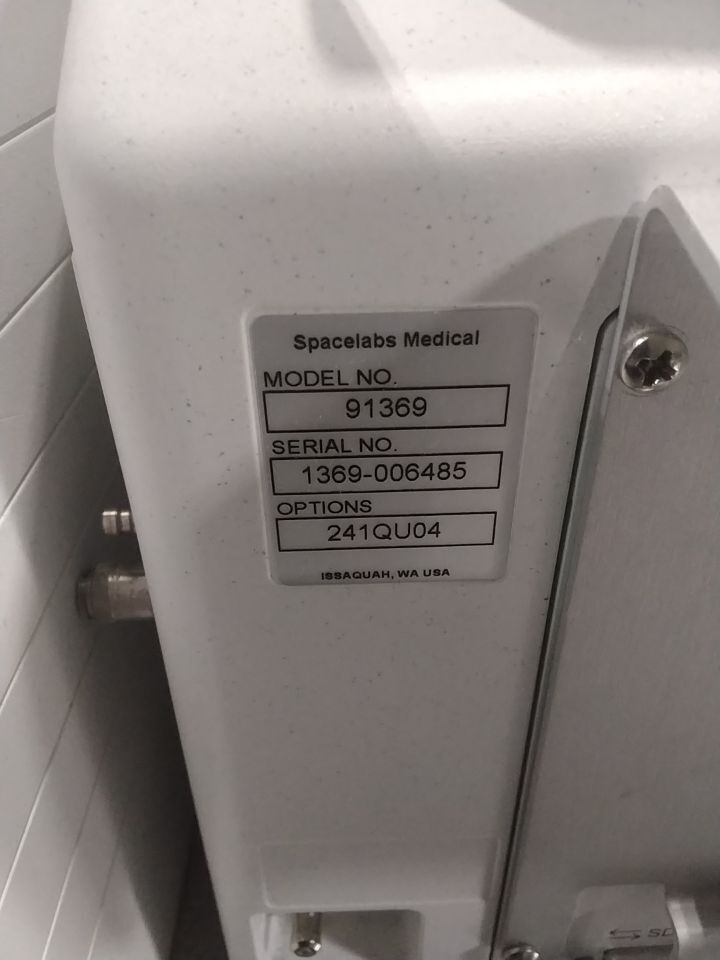 Spacelabs Medical
MODEL NO.
91369
SERIAL NO.
1369-006485
OPTIONS
241QU04
ISSAQUAH, WA USA